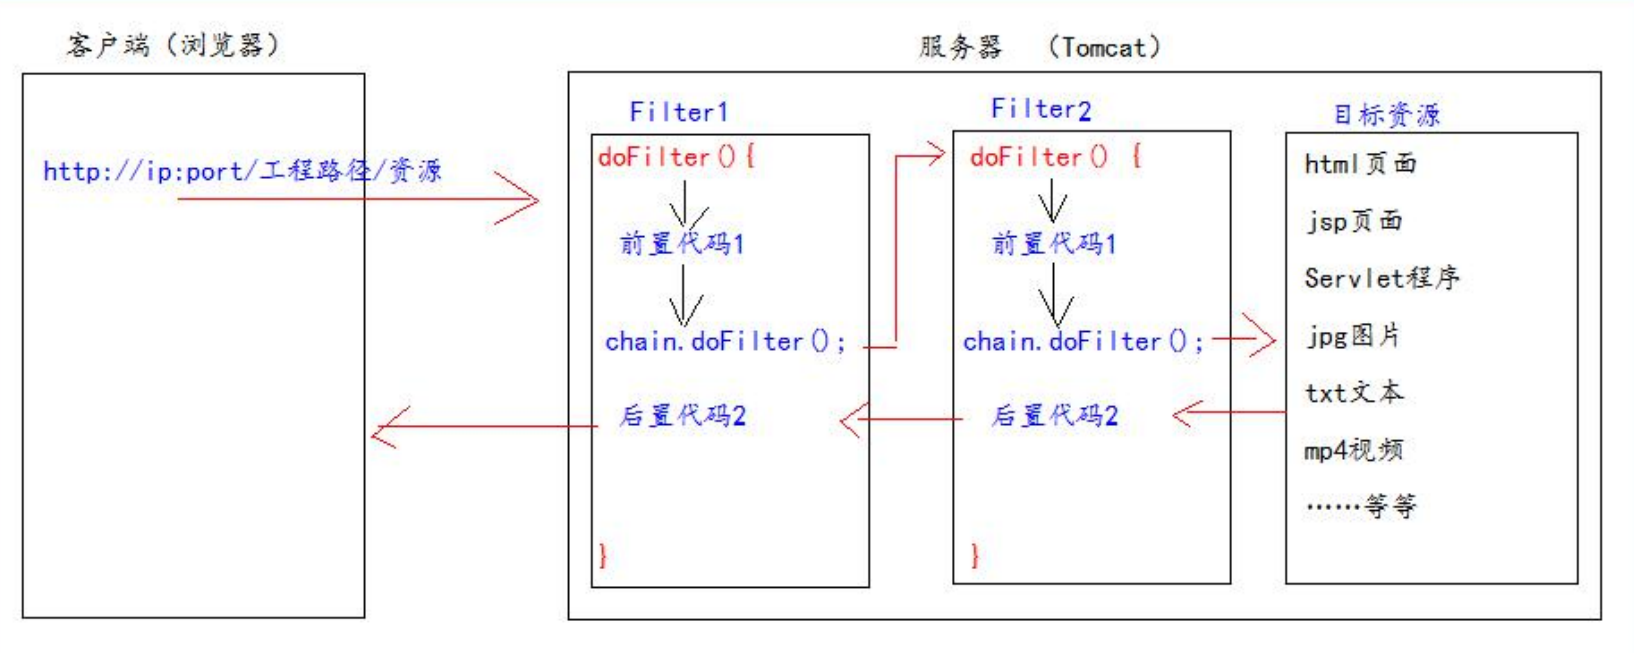 客户端（浏览器）
http://ip:port/工程路径/资源
服务器 （Tomcat）
Filter1
doFilter(){
前置代码1
chain.doFilter();
后置代码2
}
Filter2
doFilter() {
前置代码1
chain.doFilter();
后置代码2
}
目标资源
html页面
jsp页面
Servlet程序
jpg图片
txt文本
mp4视频
……等等